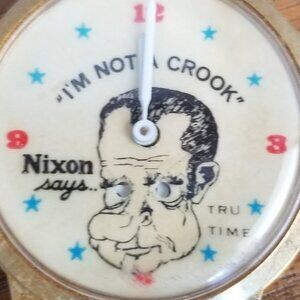 12
"I'M NOT A CROOK"
9
3
Nixon
says..
TRU
TIME